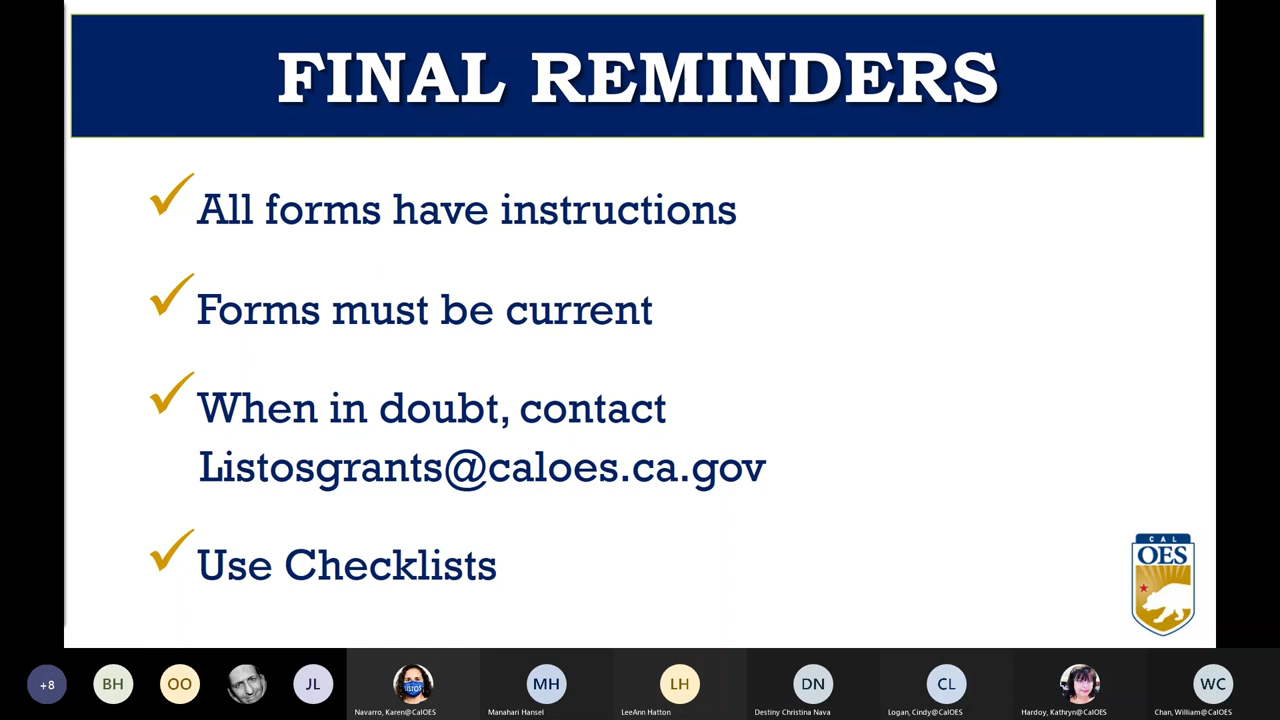 FINAL REMINDERS
All forms have instructions
Forms must be current
When in doubt, contact
Listosgrants@caloes.ca.gov
Use Checklists
CAL
OES
+8
BH
OO
JL
LISTOS
Navarro, Karen@CalOES
MH
Manahari Hansel
LH
LeeAnn Hatton
DN
Destiny Christina Nava
CL
Logan, Cindy@CalOES
Hardoy, Kathryn@CalOES
WC
Chan, William@CalOES